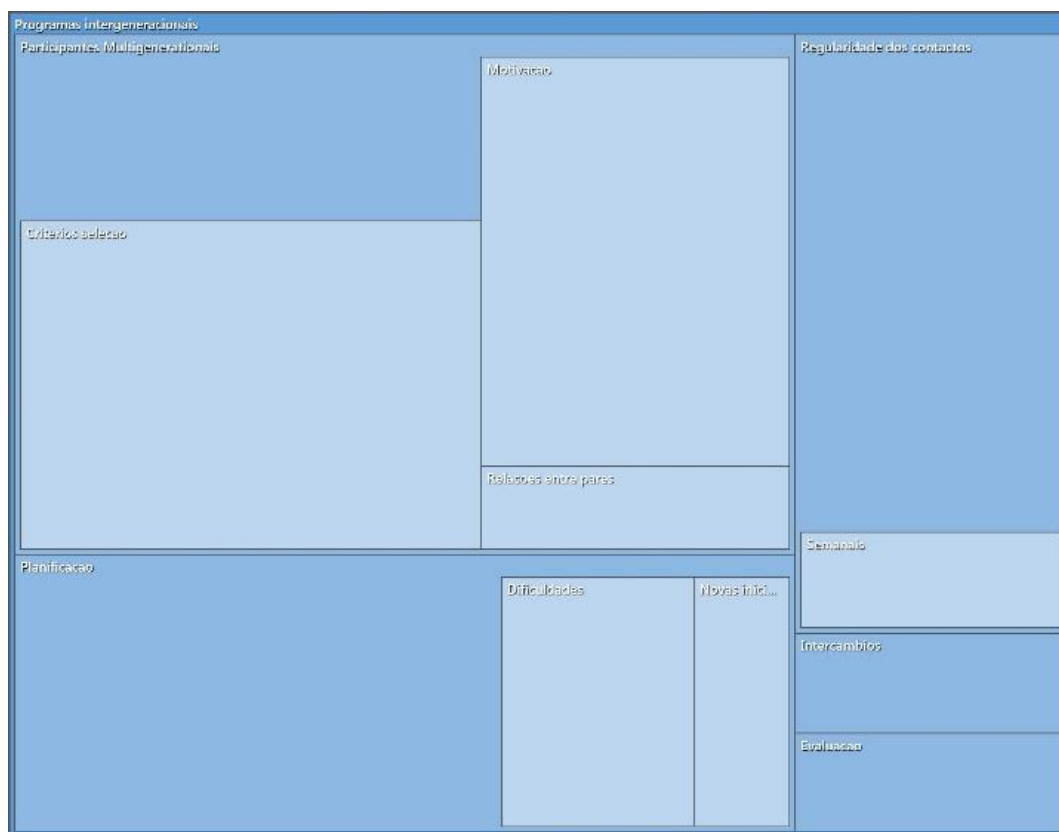 Programas intergeneracionais
Participantes Multigenerationais
Regularidade dos contactos
Motivacao
Criterios selecao
Relacoes entre pares
Semanais
Planificacao
Dificuldades
Novas inici...
Intercambios
Evaluacao